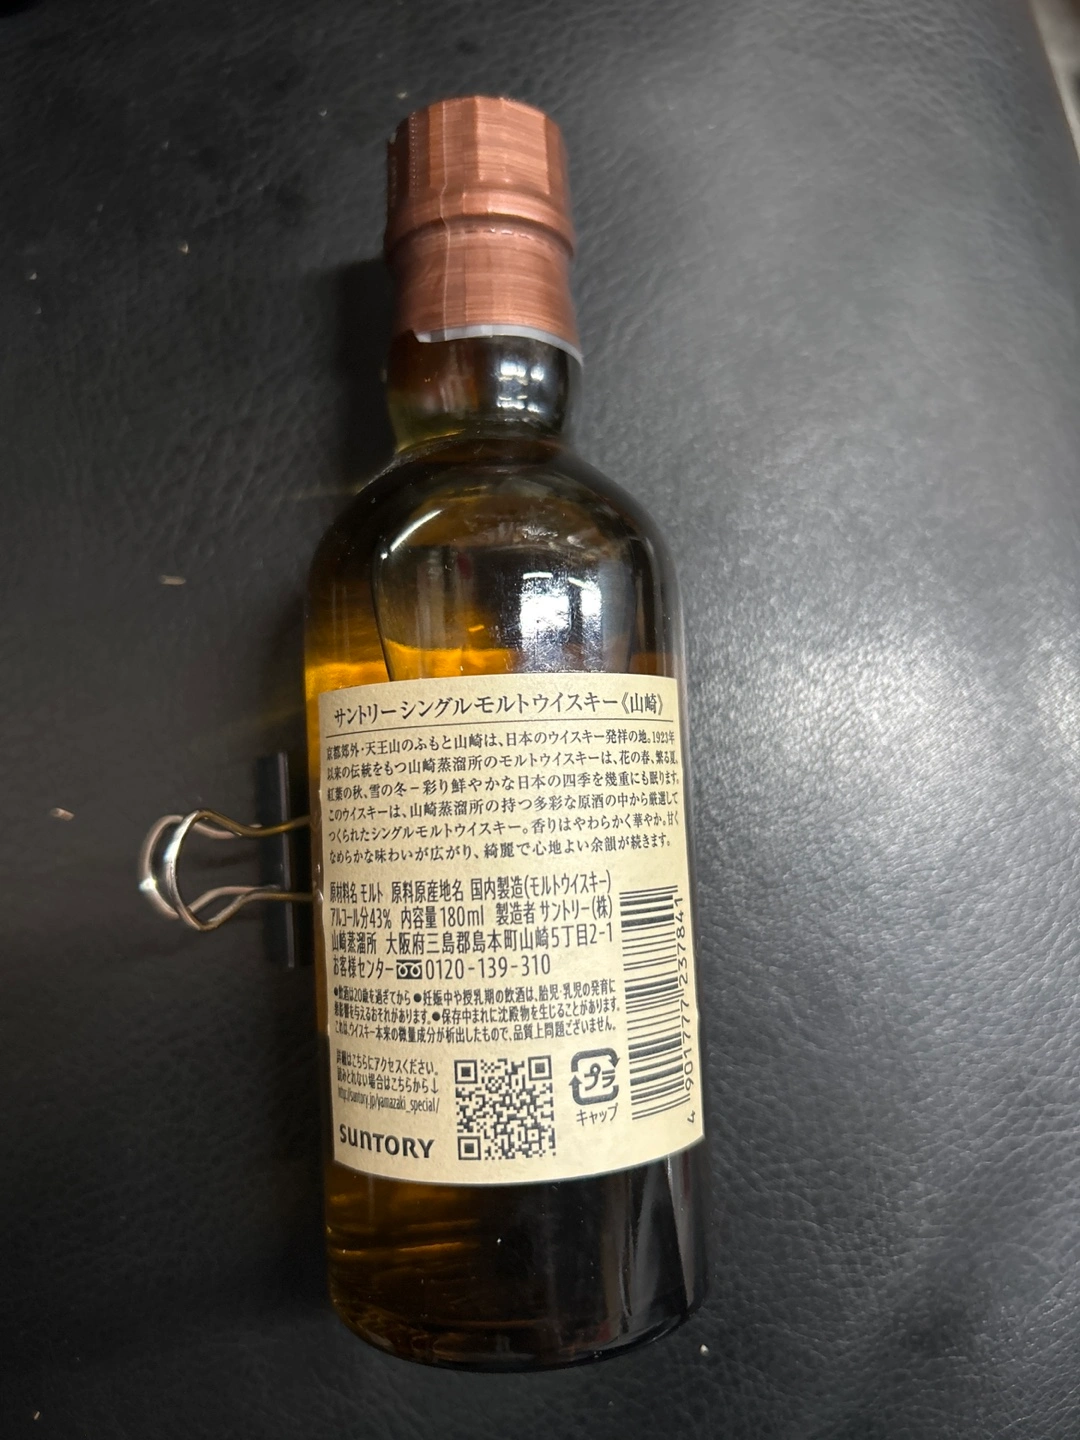 サントリーシングルモルトウイスキー《山崎》
京都郊外・天王山のふもと山崎は、日本のウイスキー発祥の地。1923年
以来の伝統をもつ山崎蒸溜所のモルトウイスキーは、花の春、繁る夏、
紅葉の秋、雪の冬－彩り鮮やかな日本の四季を幾重にも眠ります。
このウイスキーは、山崎蒸溜所の持つ多彩な原酒の中から厳選して
つくられたシングルモルトウイスキー。香りはやわらかく華やか。甘く
なめらかな味わいが広がり、綺麗で心地よい余韻が続きます。
原材料名 モルト 原料原産地名 国内製造(モルトウイスキー)
アルコール分43% 内容量180ml 製造者 サントリー(株)
山崎蒸溜所 大阪府三島郡島本町山崎5丁目2-1
お客様センター 0120-139-310
●飲酒は20歳を過ぎてから ●妊娠中や授乳期の飲酒は、胎児・乳児の発育に
悪影響を与えるおそれがあります。●保存中まれに沈殿物を生じることがあります。
これは、ウイスキー本来の微量成分が析出したもので、品質上問題ございません。
詳細はこちらにアクセスください。
読みとれない場合はこちらから↓
http://suntory.jp/yamazaki_special/
SUNTORY
プラ
キャップ
4 901777 237841